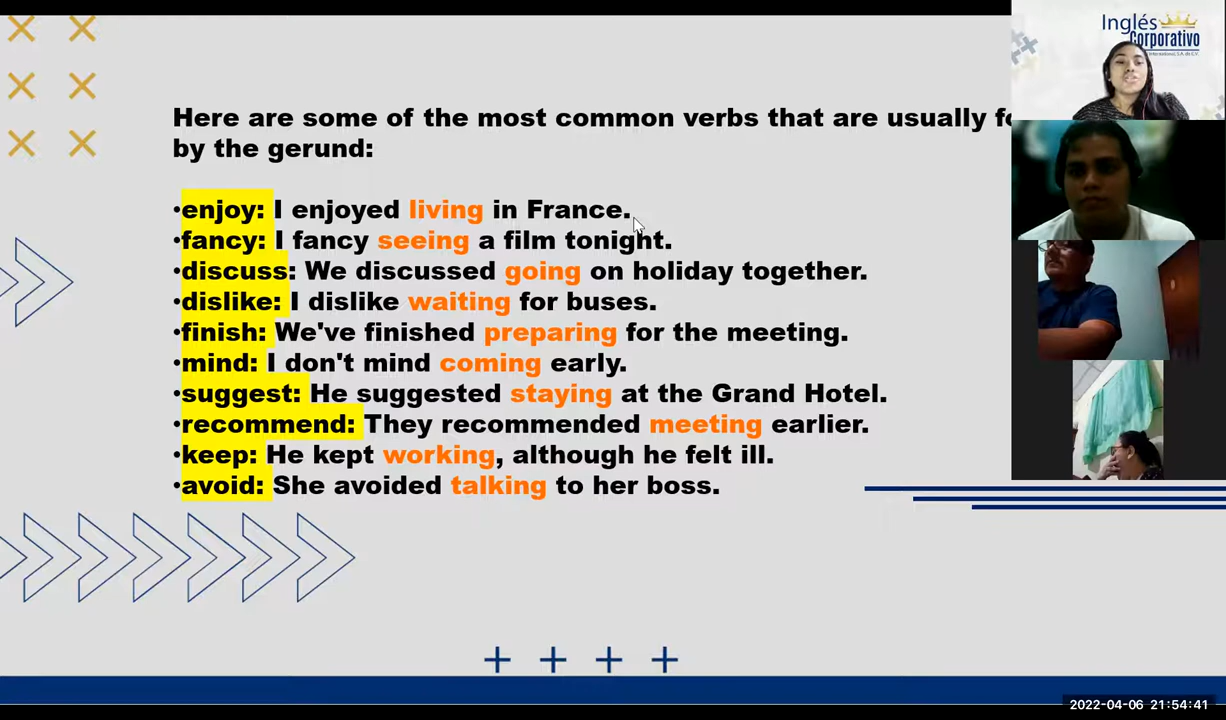 Inglés
Corporativo
International, S.A. de C.V.
Here are some of the most common verbs that are usually
by the gerund:
•enjoy: I enjoyed living in France.
•fancy: I fancy seeing a film tonight.
•discuss: We discussed going on holiday together.
•dislike: I dislike waiting for buses.
•finish: We've finished preparing for the meeting.
•mind: I don't mind coming early.
•suggest: He suggested staying at the Grand Hotel.
•recommend: They recommended meeting earlier.
•keep: He kept working, although he felt ill.
•avoid: She avoided talking to her boss.
2022-04-06 21:54:41